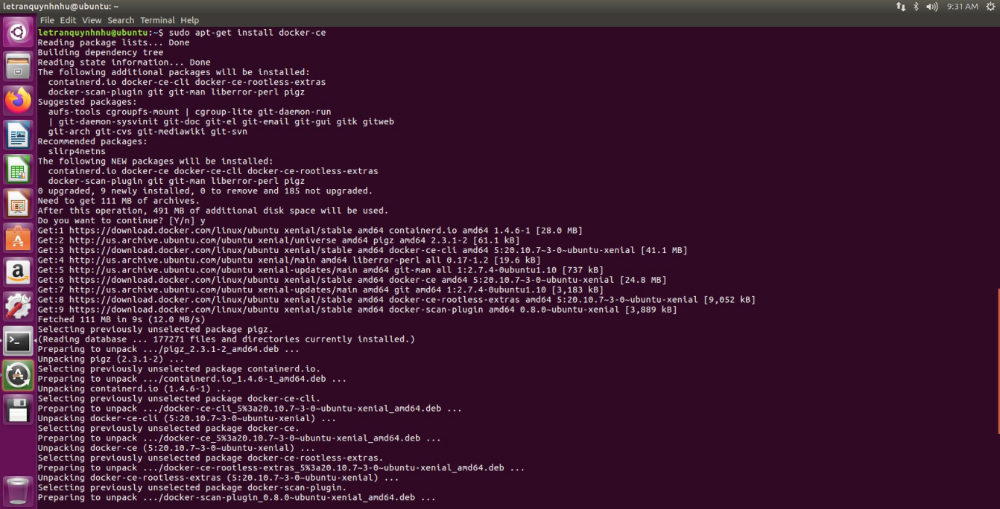 letranquynhnhu@ubuntu: ~
9:31 AM
File Edit View Search Terminal Help
letranquynhnhu@ubuntu:~$ sudo apt-get install docker-ce
Reading package lists... Done
Building dependency tree
Reading state information... Done
The following additional packages will be installed:
  containerd.io docker-ce-cli docker-ce-rootless-extras
  docker-scan-plugin git git-man liberror-perl pigz
Suggested packages:
  aufs-tools cgroupfs-mount | cgroup-lite git-daemon-run
  | git-daemon-sysvinit git-doc git-el git-email git-gui gitk gitweb
  git-arch git-cvs git-mediawiki git-svn
Recommended packages:
  slirp4netns
The following NEW packages will be installed:
  containerd.io docker-ce docker-ce-cli docker-ce-rootless-extras
  docker-scan-plugin git git-man liberror-perl pigz
0 upgraded, 9 newly installed, 0 to remove and 185 not upgraded.
Need to get 111 MB of archives.
After this operation, 491 MB of additional disk space will be used.
Do you want to continue? [Y/n] y
Get:1 https://download.docker.com/linux/ubuntu xenial/stable amd64 containerd.io amd64 1.4.6-1 [28.0 MB]
Get:2 http://us.archive.ubuntu.com/ubuntu xenial/universe amd64 pigz amd64 2.3.1-2 [61.1 kB]
Get:3 https://download.docker.com/linux/ubuntu xenial/stable amd64 docker-ce-cli amd64 5:20.10.7~3-0~ubuntu-xenial [41.1 MB]
Get:4 http://us.archive.ubuntu.com/ubuntu xenial/main amd64 liberror-perl all 0.17-1.2 [19.6 kB]
Get:5 http://us.archive.ubuntu.com/ubuntu xenial-updates/main amd64 git-man all 1:2.7.4-0ubuntu1.10 [737 kB]
Get:6 https://download.docker.com/linux/ubuntu xenial/stable amd64 docker-ce amd64 5:20.10.7~3-0~ubuntu-xenial [24.8 MB]
Get:7 http://us.archive.ubuntu.com/ubuntu xenial-updates/main amd64 git amd64 1:2.7.4-0ubuntu1.10 [3,183 kB]
Get:8 https://download.docker.com/linux/ubuntu xenial/stable amd64 docker-ce-rootless-extras amd64 5:20.10.7~3-0~ubuntu-xenial [9,052 kB]
Get:9 https://download.docker.com/linux/ubuntu xenial/stable amd64 docker-scan-plugin amd64 0.8.0~ubuntu-xenial [3,889 kB]
Fetched 111 MB in 9s (12.0 MB/s)
Selecting previously unselected package pigz.
(Reading database ... 177271 files and directories currently installed.)
Preparing to unpack .../pigz_2.3.1-2_amd64.deb ...
Unpacking pigz (2.3.1-2) ...
Selecting previously unselected package containerd.io.
Preparing to unpack .../containerd.io_1.4.6-1_amd64.deb ...
Unpacking containerd.io (1.4.6-1) ...
Selecting previously unselected package docker-ce-cli.
Preparing to unpack .../docker-ce-cli_5%3a20.10.7~3-0~ubuntu-xenial_amd64.deb ...
Unpacking docker-ce-cli (5:20.10.7~3-0~ubuntu-xenial) ...
Selecting previously unselected package docker-ce.
Preparing to unpack .../docker-ce_5%3a20.10.7~3-0~ubuntu-xenial_amd64.deb ...
Unpacking docker-ce (5:20.10.7~3-0~ubuntu-xenial) ...
Selecting previously unselected package docker-ce-rootless-extras.
Preparing to unpack .../docker-ce-rootless-extras_5%3a20.10.7~3-0~ubuntu-xenial_amd64.deb ...
Unpacking docker-ce-rootless-extras (5:20.10.7~3-0~ubuntu-xenial) ...
Selecting previously unselected package docker-scan-plugin.
Preparing to unpack .../docker-scan-plugin_0.8.0~ubuntu-xenial_amd64.deb ...